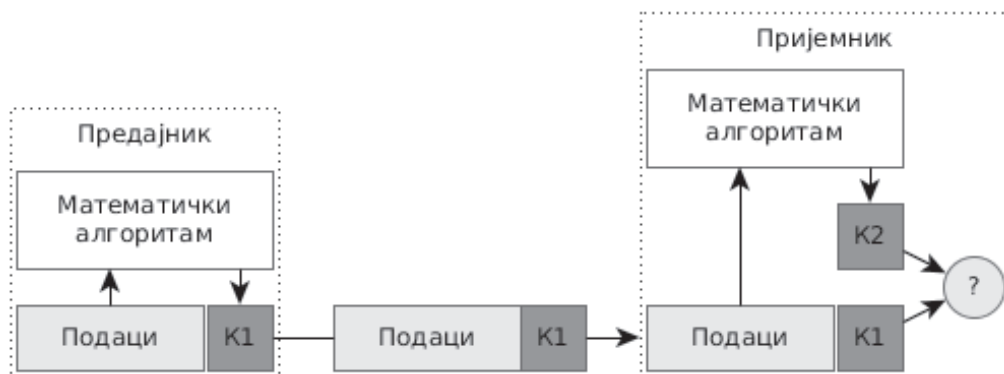 Пријемник
Математички
алгоритам
Предајник
Математички
алгоритам
К2
?
Подаци
К1
Подаци
К1
Подаци
К1